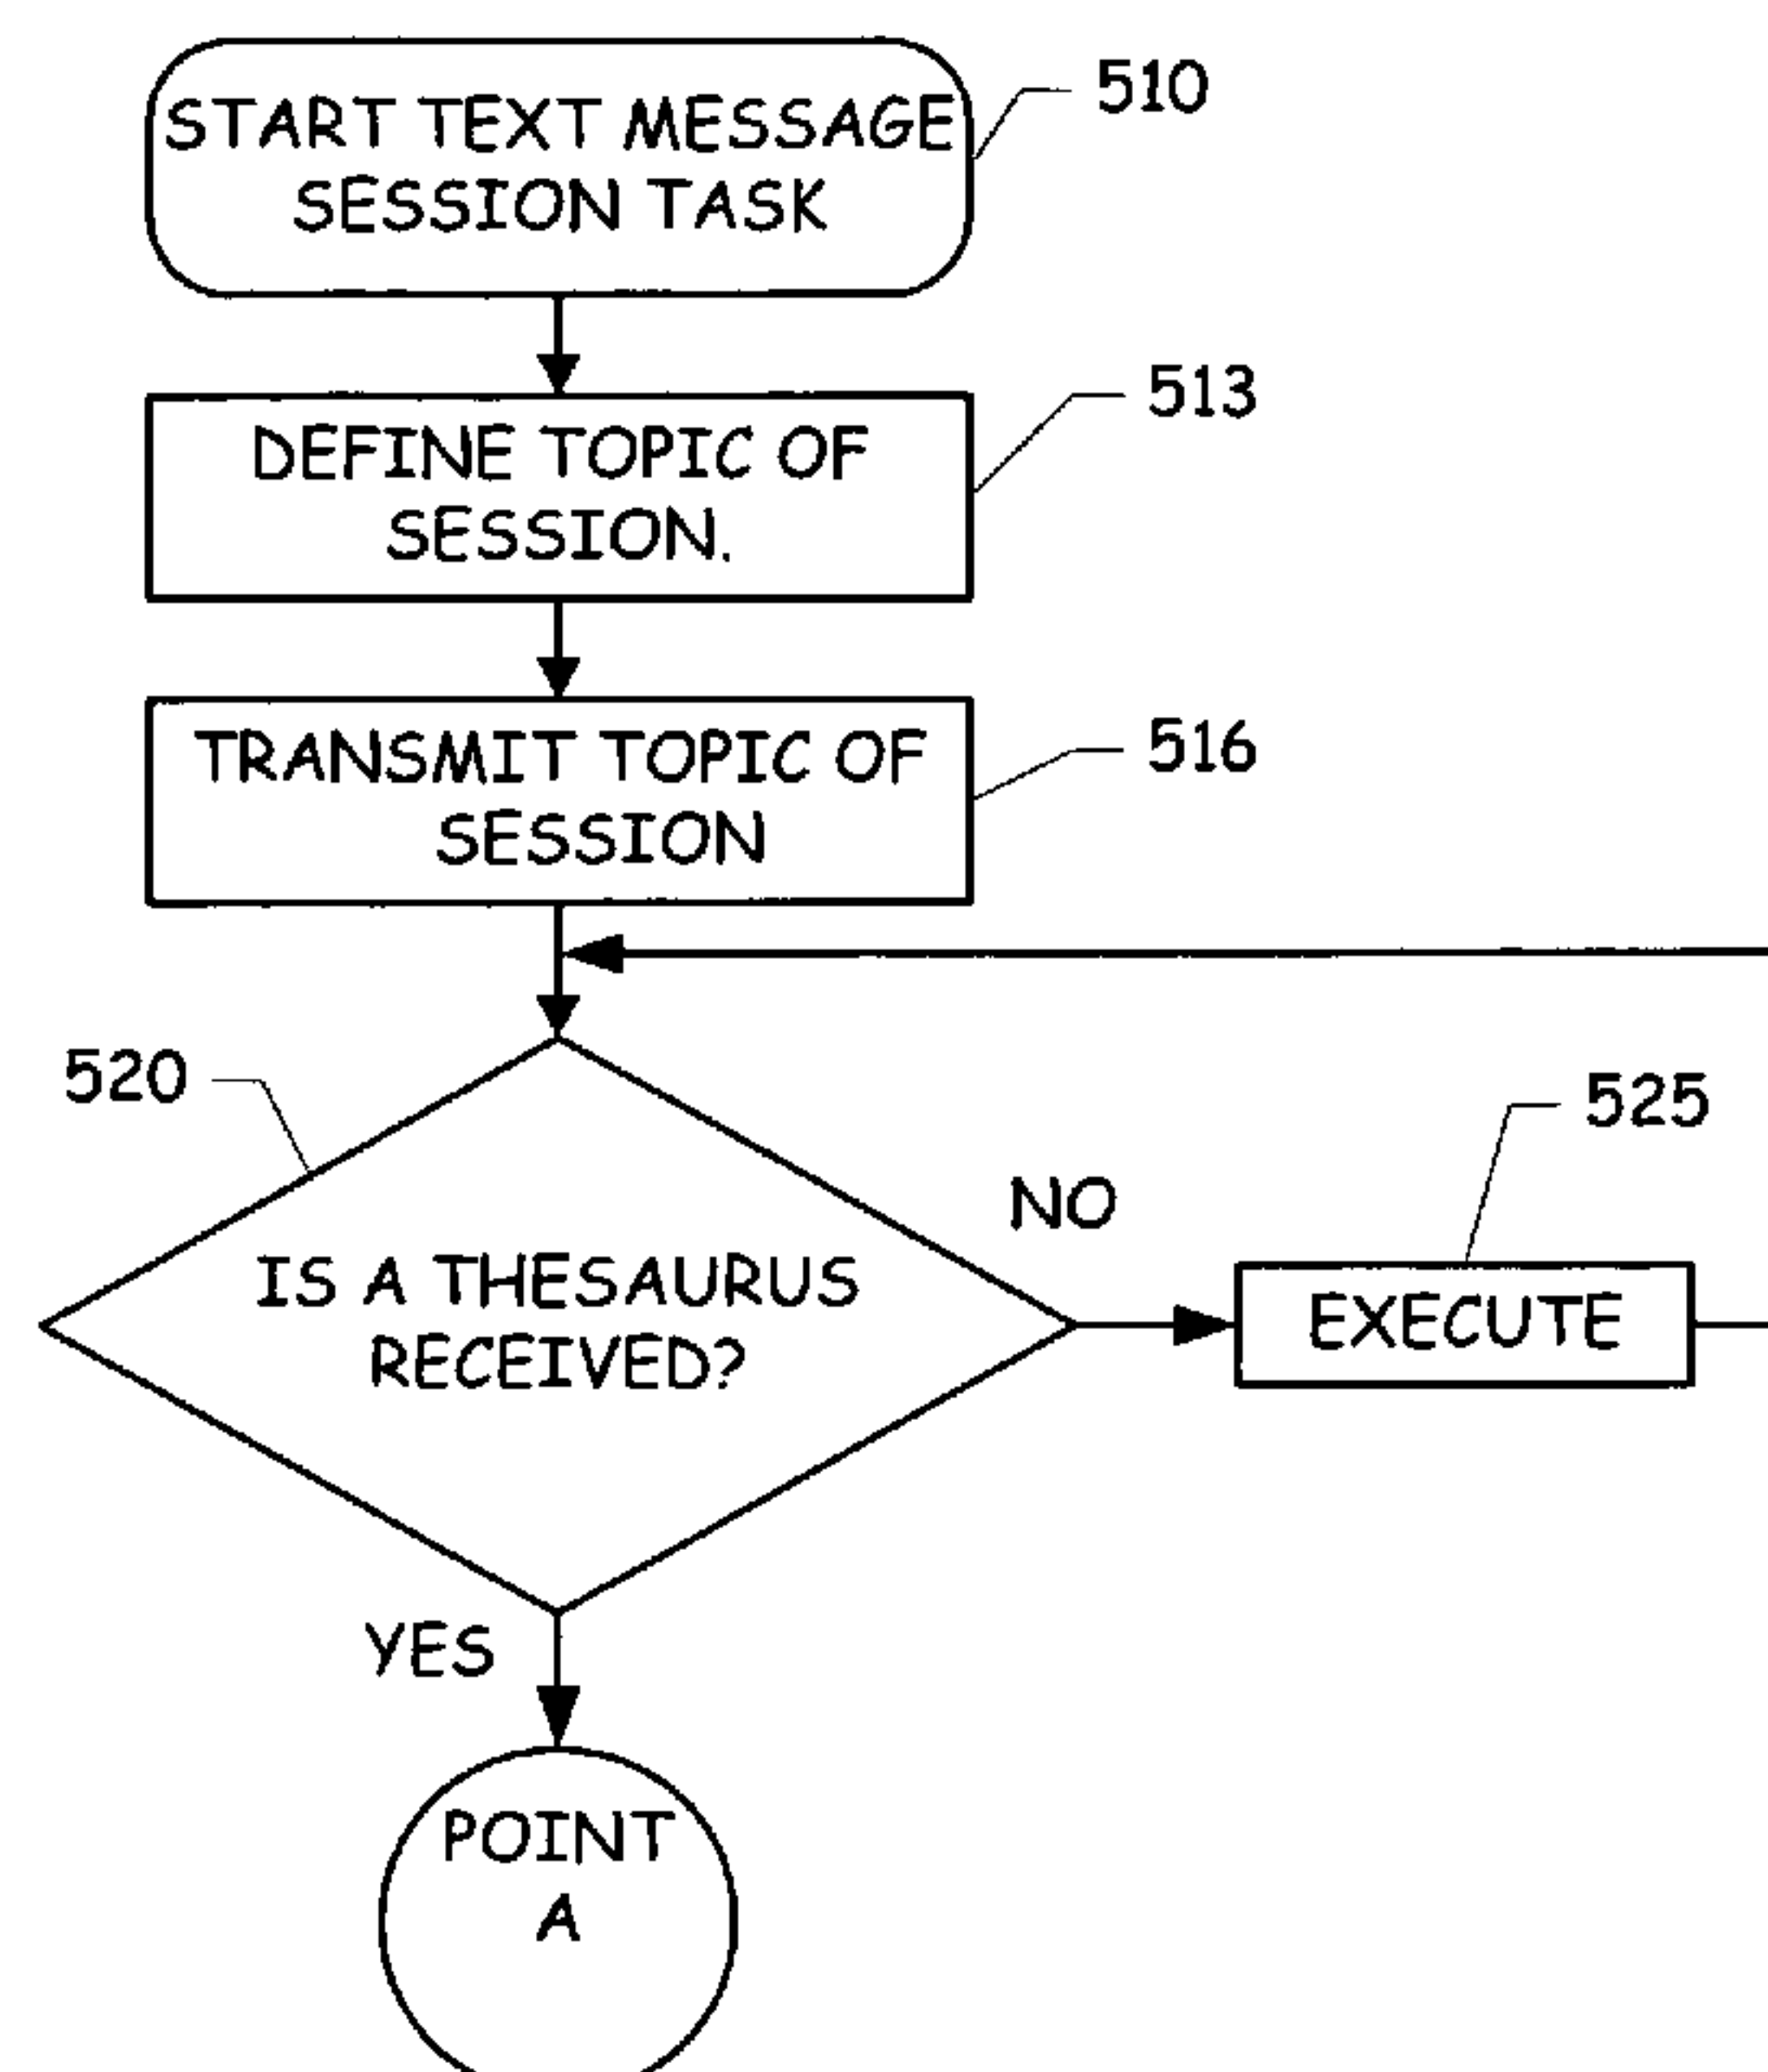 START TEXT MESSAGE
SESSION TASK
510
DEFINE TOPIC OF
SESSION.
513
TRANSMIT TOPIC OF
SESSION
516
520
IS A THESAURUS
RECEIVED?
NO
525
EXECUTE
YES
POINT
A